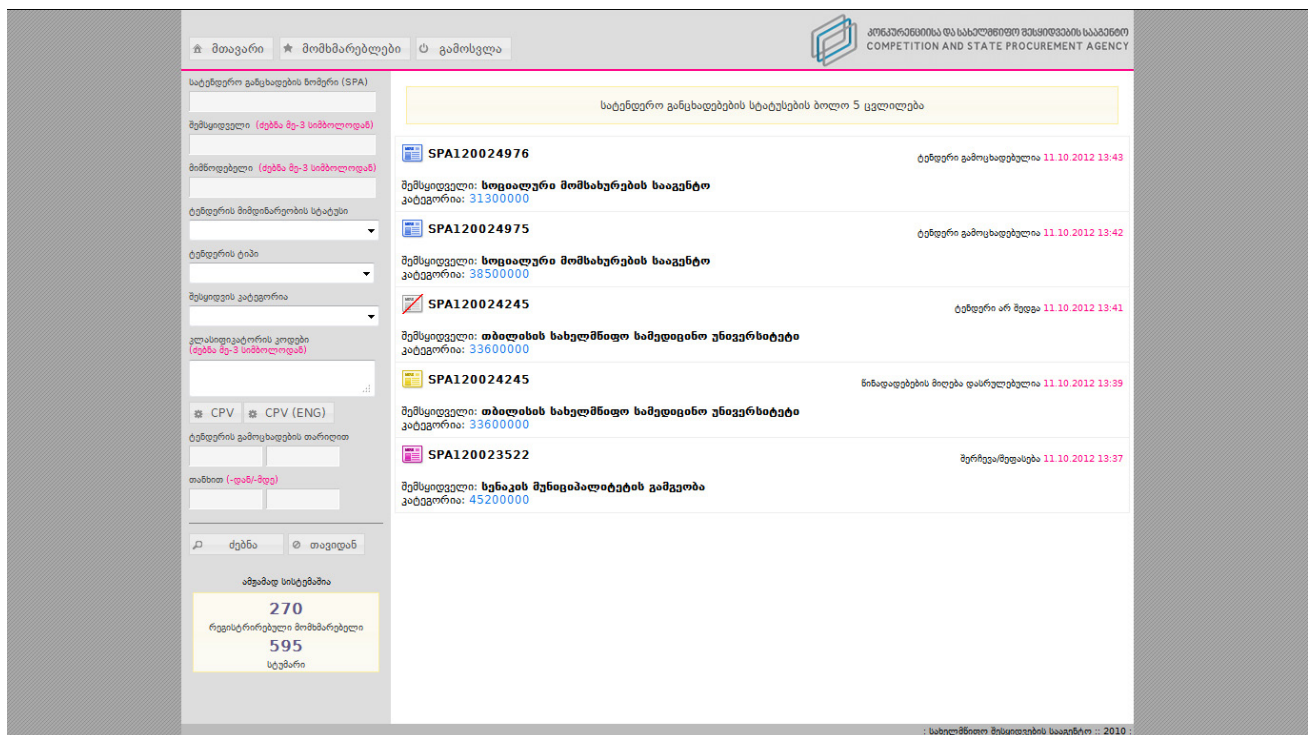 მთავარი
მომხმარებლები
გამოსვლა
კონკურენციისა და სახელმწიფო შესყიდვების სააგენტო
COMPETITION AND STATE PROCUREMENT AGENCY
სატენდერო განცხადების ნომერი (SPA)
შემსყიდველი (ძებნა მე-3 სიმბოლოდან)
მიმწოდებელი (ძებნა მე-3 სიმბოლოდან)
ტენდერის მიმდინარეობის სტატუსი
ტენდერის ტიპი
შესყიდვის კატეგორია
კლასიფიკატორის კოდები
(ძებნა მე-3 სიმბოლოდან)
CPV
CPV (ENG)
ტენდერის გამოცხადების თარიღით
თანხით (-დან/-მდე)
ძებნა
თავიდან
ამჟამად სისტემაშია
270
რეგისტრირებული მომხმარებელი
595
სტუმარი
სატენდერო განცხადებების სტატუსების ბოლო 5 ცვლილება
SPA120024976
ტენდერი გამოცხადებულია 11.10.2012 13:43
შემსყიდველი: სოციალური მომსახურების სააგენტო
კატეგორია: 31300000
SPA120024975
ტენდერი გამოცხადებულია 11.10.2012 13:42
შემსყიდველი: სოციალური მომსახურების სააგენტო
კატეგორია: 38500000
SPA120024245
ტენდერი არ შედგა 11.10.2012 13:41
შემსყიდველი: თბილისის სახელმწიფო სამედიცინო უნივერსიტეტი
კატეგორია: 33600000
SPA120024245
წინადადებების მიღება დასრულებულია 11.10.2012 13:39
შემსყიდველი: თბილისის სახელმწიფო სამედიცინო უნივერსიტეტი
კატეგორია: 33600000
SPA120023522
შერჩევა/შეფასება 11.10.2012 13:37
შემსყიდველი: სენაკის მუნიციპალიტეტის გამგეობა
კატეგორია: 45200000
: სახელმწიფო შესყიდვების სააგენტო :: 2010 :